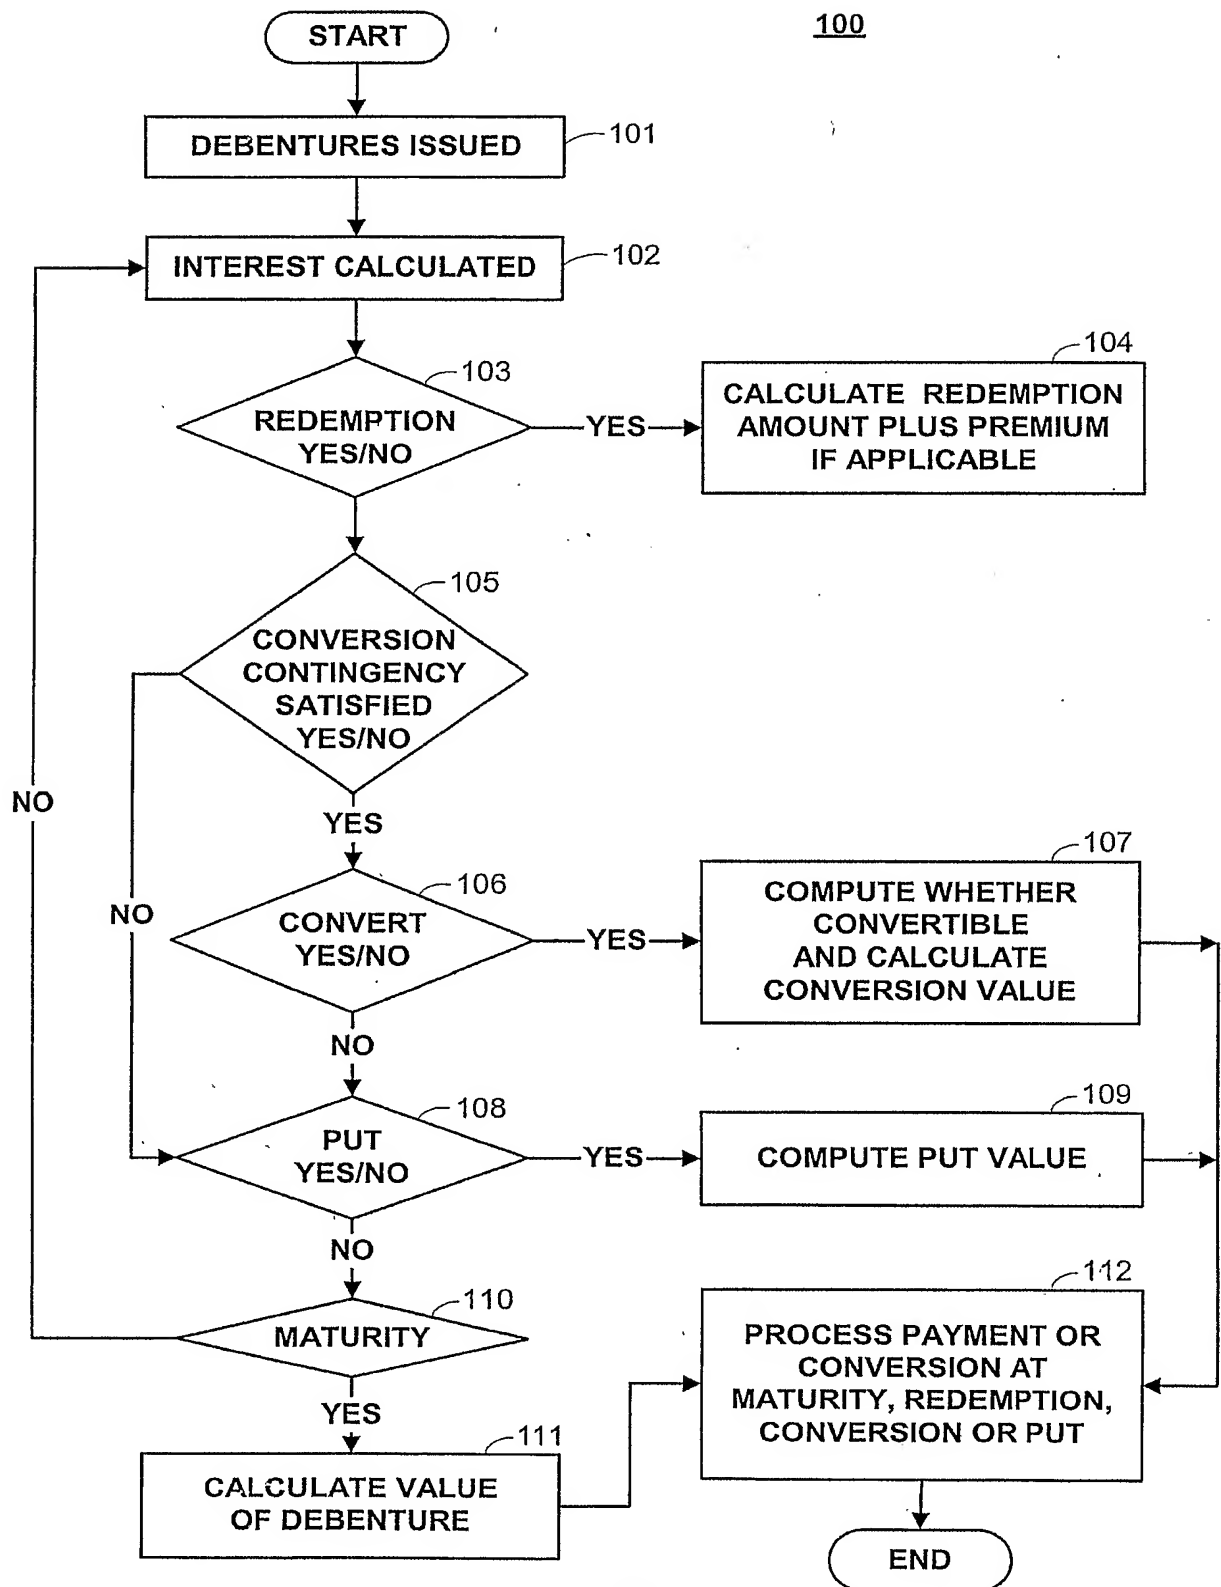 START
100
DEBENTURES ISSUED
101
INTEREST CALCULATED
102
103
REDEMPTION
YES/NO
YES
104
CALCULATE REDEMPTION
AMOUNT PLUS PREMIUM
IF APPLICABLE
105
CONVERSION
CONTINGENCY
SATISFIED
YES/NO
NO
YES
NO
106
CONVERT
YES/NO
YES
107
COMPUTE WHETHER
CONVERTIBLE
AND CALCULATE
CONVERSION VALUE
NO
108
PUT
YES/NO
YES
109
COMPUTE PUT VALUE
NO
110
MATURITY
YES
111
CALCULATE VALUE
OF DEBENTURE
112
PROCESS PAYMENT OR
CONVERSION AT
MATURITY, REDEMPTION,
CONVERSION OR PUT
END